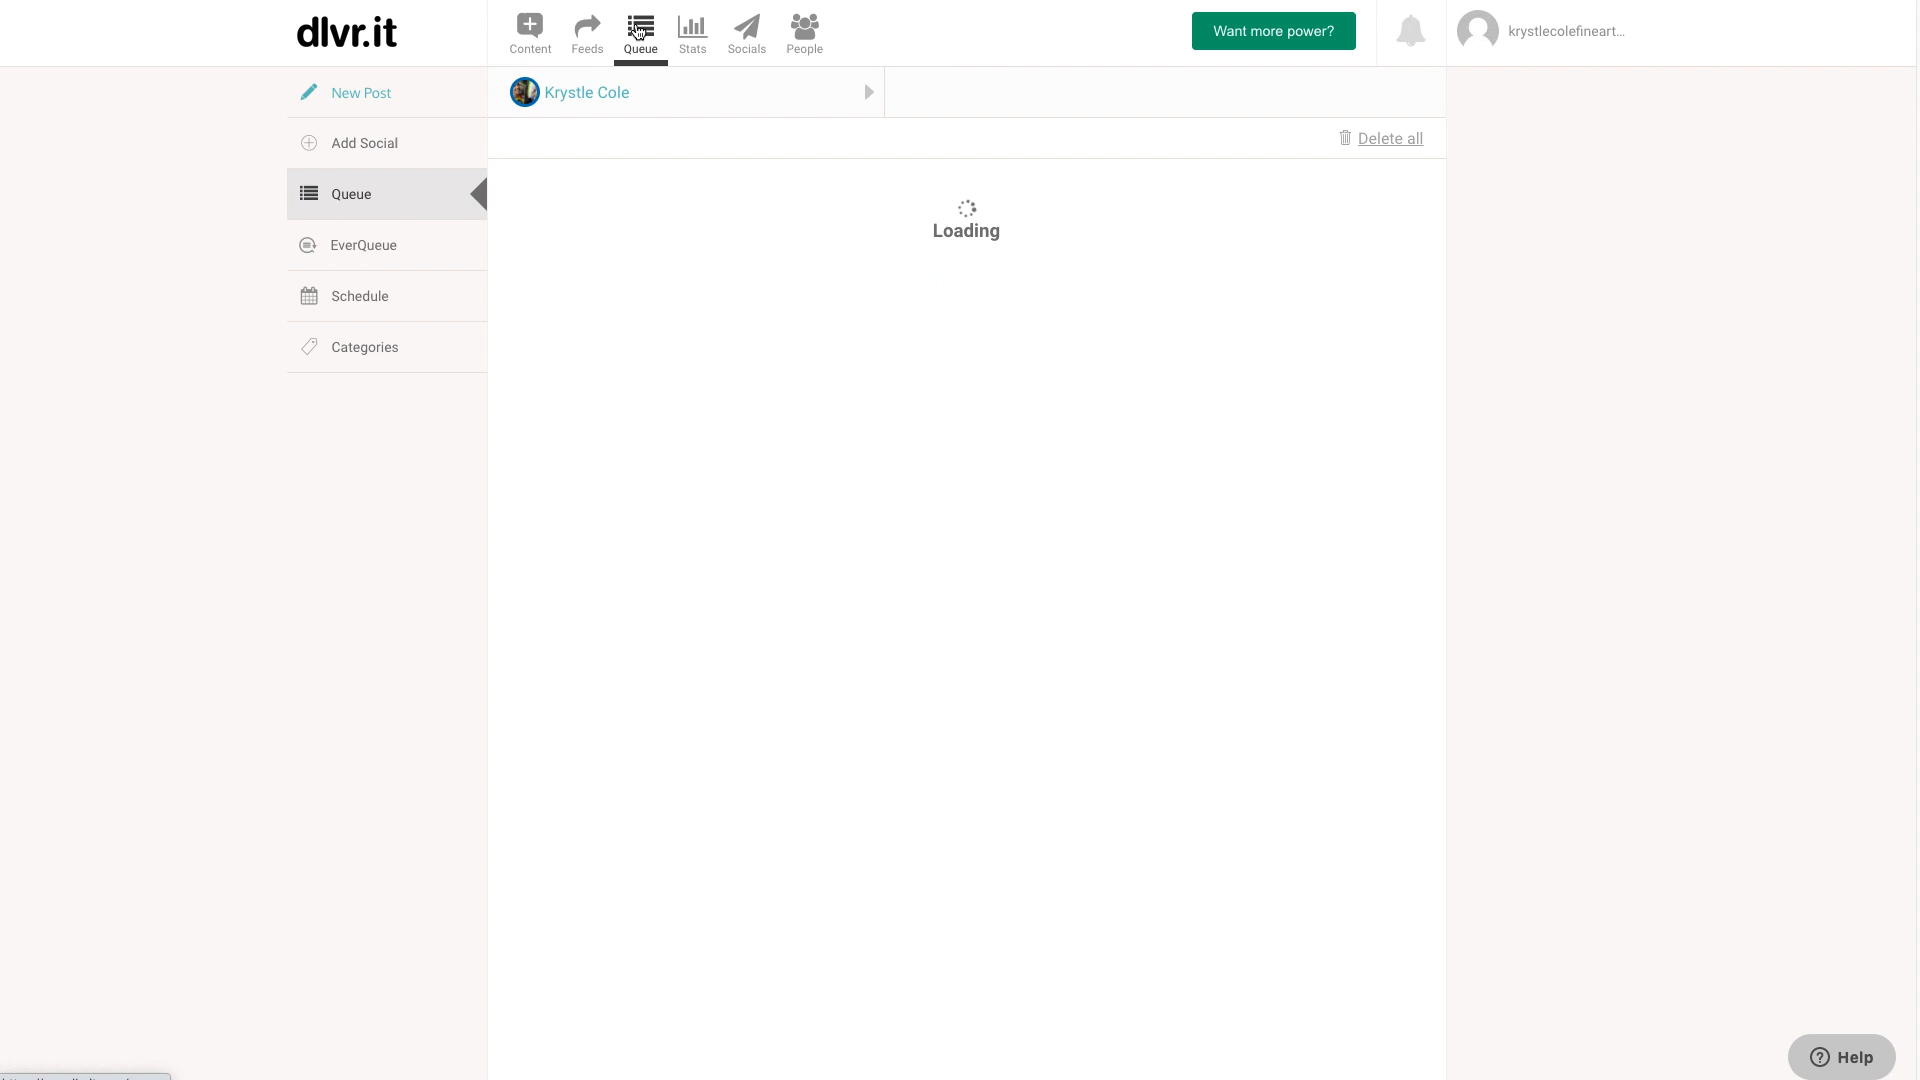 dlvr.it
Content
Feeds
Queue
Stats
Socials
People
Want more power?
krystlecolefineart...
New Post
Add Social
Queue
EverQueue
Schedule
Categories
Krystle Cole
Delete all
Loading
Help